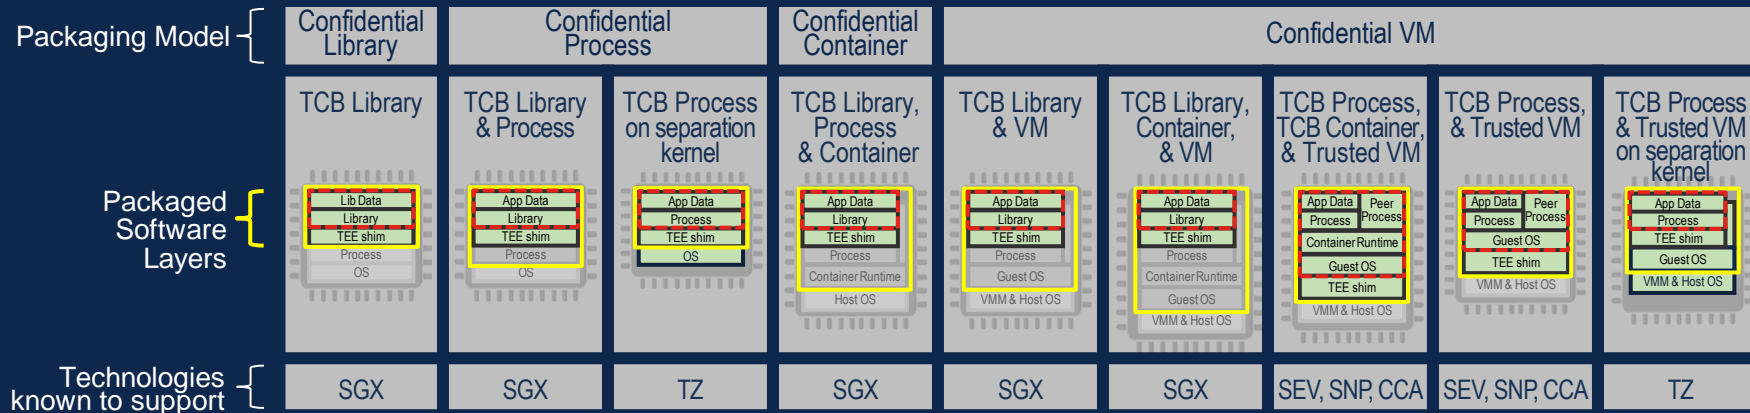 Packaging Model
Confidential
Library
Confidential
Process
Confidential
Container
Confidential VM
Packaged
Software
Layers
TCB Library
Lib Data
Library
TEE shim
Process
OS
TCB Library
& Process
App Data
Library
TEE shim
Process
OS
TCB Process
on separation
kernel
App Data
Process
TEE shim
OS
TCB Library,
Process
& Container
App Data
Library
TEE shim
Process
Container Runtime
Host OS
TCB Library
& VM
App Data
Library
TEE shim
Process
Guest OS
VMM & Host OS
TCB Library,
Container,
& VM
App Data
Library
TEE shim
Process
Container Runtime
Guest OS
VMM & Host OS
TCB Process,
TCB Container,
& Trusted VM
App Data
Peer
Process
Process
Container Runtime
Guest OS
TEE shim
VMM & Host OS
TCB Process,
& Trusted VM
App Data
Peer
Process
Process
Guest OS
TEE shim
VMM & Host OS
TCB Process
& Trusted VM
on separation
kernel
App Data
Process
TEE shim
Guest OS
VMM & Host OS
Technologies
known to support
SGX
SGX
TZ
SGX
SGX
SGX
SEV, SNP, CCA
SEV, SNP, CCA
TZ